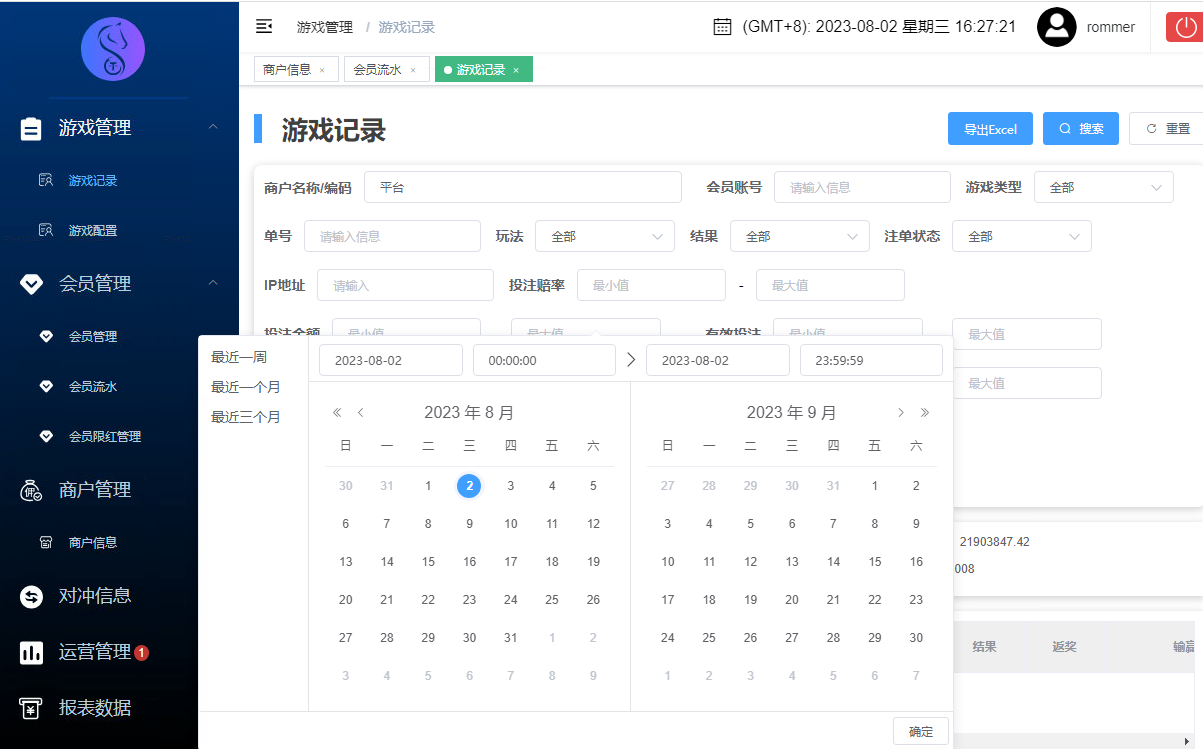 游戏管理 / 游戏记录
(GMT+8): 2023-08-02 星期三 16:27:21
rommer
商户信息 ×
会员流水 ×
游戏记录 ×
T
游戏管理
游戏记录
游戏配置
会员管理
会员管理
会员流水
会员限红管理
商户管理
商户信息
对冲信息
运营管理 1
报表数据
游戏记录
导出Excel
搜索
重置
商户名称/编码 平台
会员账号 请输入信息
游戏类型 全部
单号 请输入信息
玩法 全部
结果 全部
注单状态 全部
IP地址 请输入
投注赔率 最小值 - 最大值
投注金额 最小值 最大值
有效投注 最小值 最大值
最大值
最近一周
最近一个月
最近三个月
2023-08-02 00:00:00 2023-08-02 23:59:59
2023 年 8 月
日 一 二 三 四 五 六
30 31 1 2 3 4 5
6 7 8 9 10 11 12
13 14 15 16 17 18 19
20 21 22 23 24 25 26
27 28 29 30 31 1 2
3 4 5 6 7 8 9
2023 年 9 月
日 一 二 三 四 五 六
27 28 29 30 31 1 2
3 4 5 6 7 8 9
10 11 12 13 14 15 16
17 18 19 20 21 22 23
24 25 26 27 28 29 30
1 2 3 4 5 6 7
确定
21903847.42
008
结果 返奖 输赢